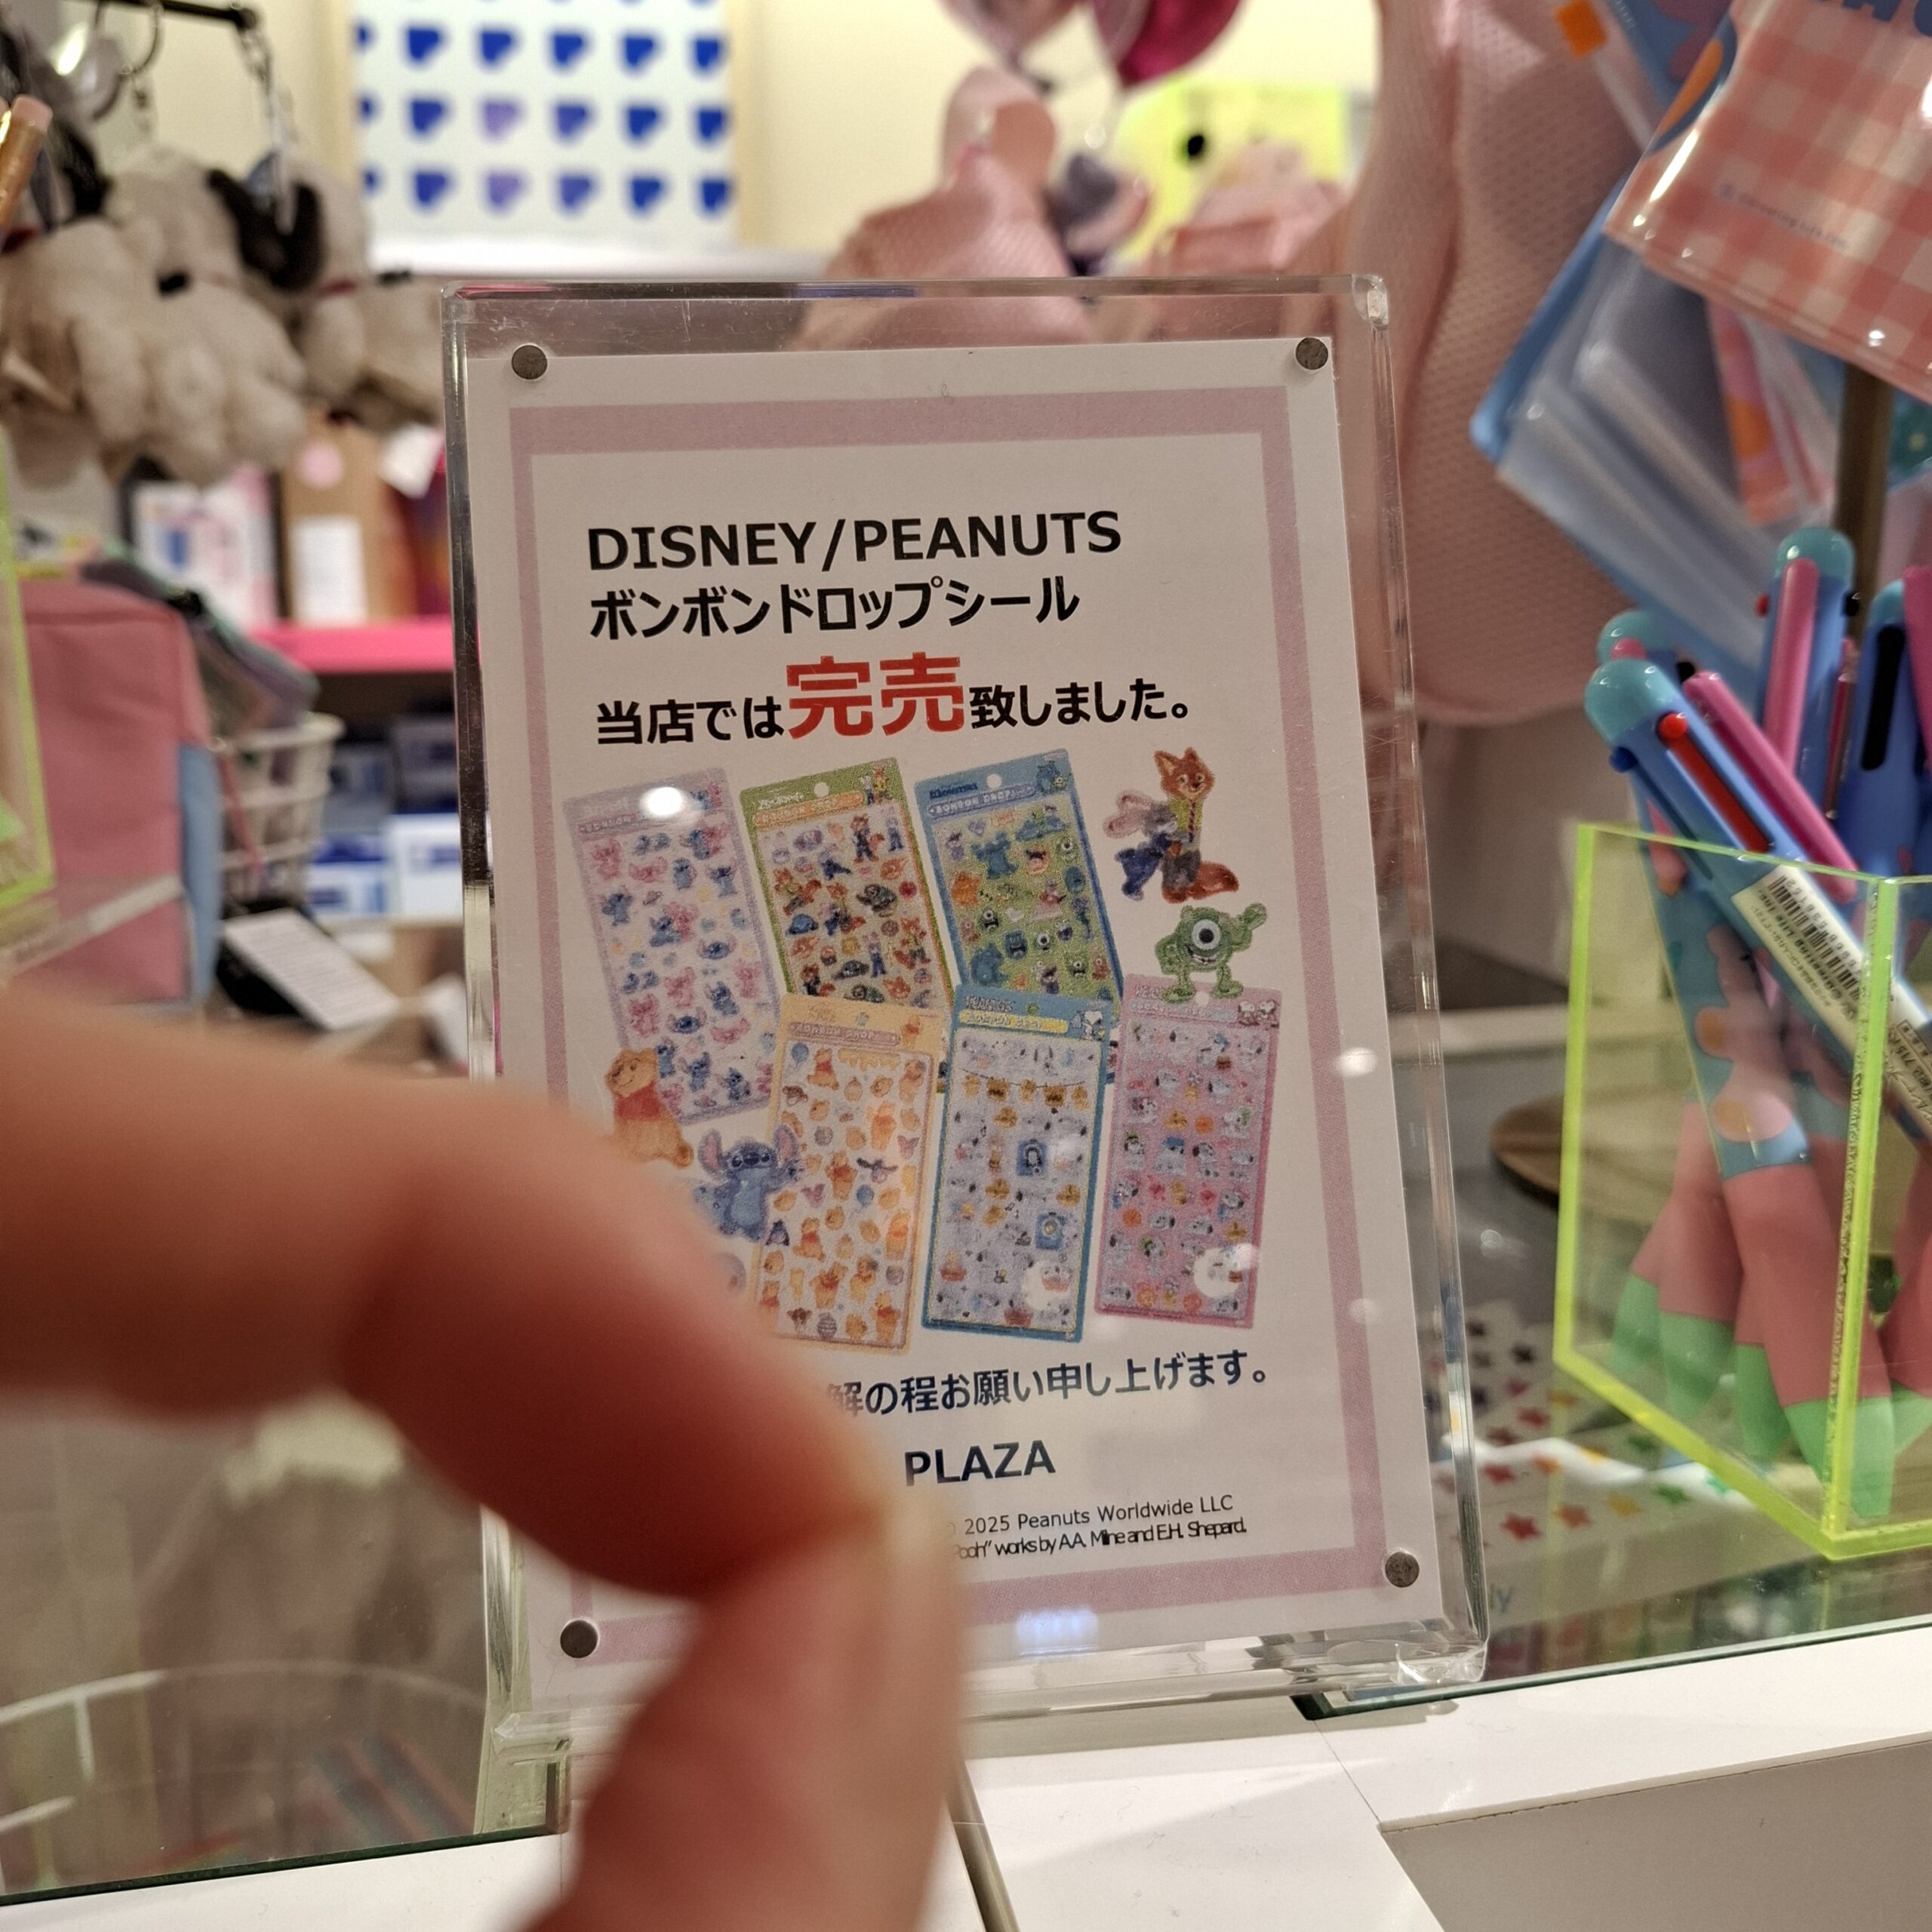 DISNEY/PEANUTS
ボンボンドロップシール
当店では完売致しました。
解の程お願い申し上げます。
PLAZA
2025 Peanuts Worldwide LLC
Pooh" works by A.A. Milne and E.H. Shepard.